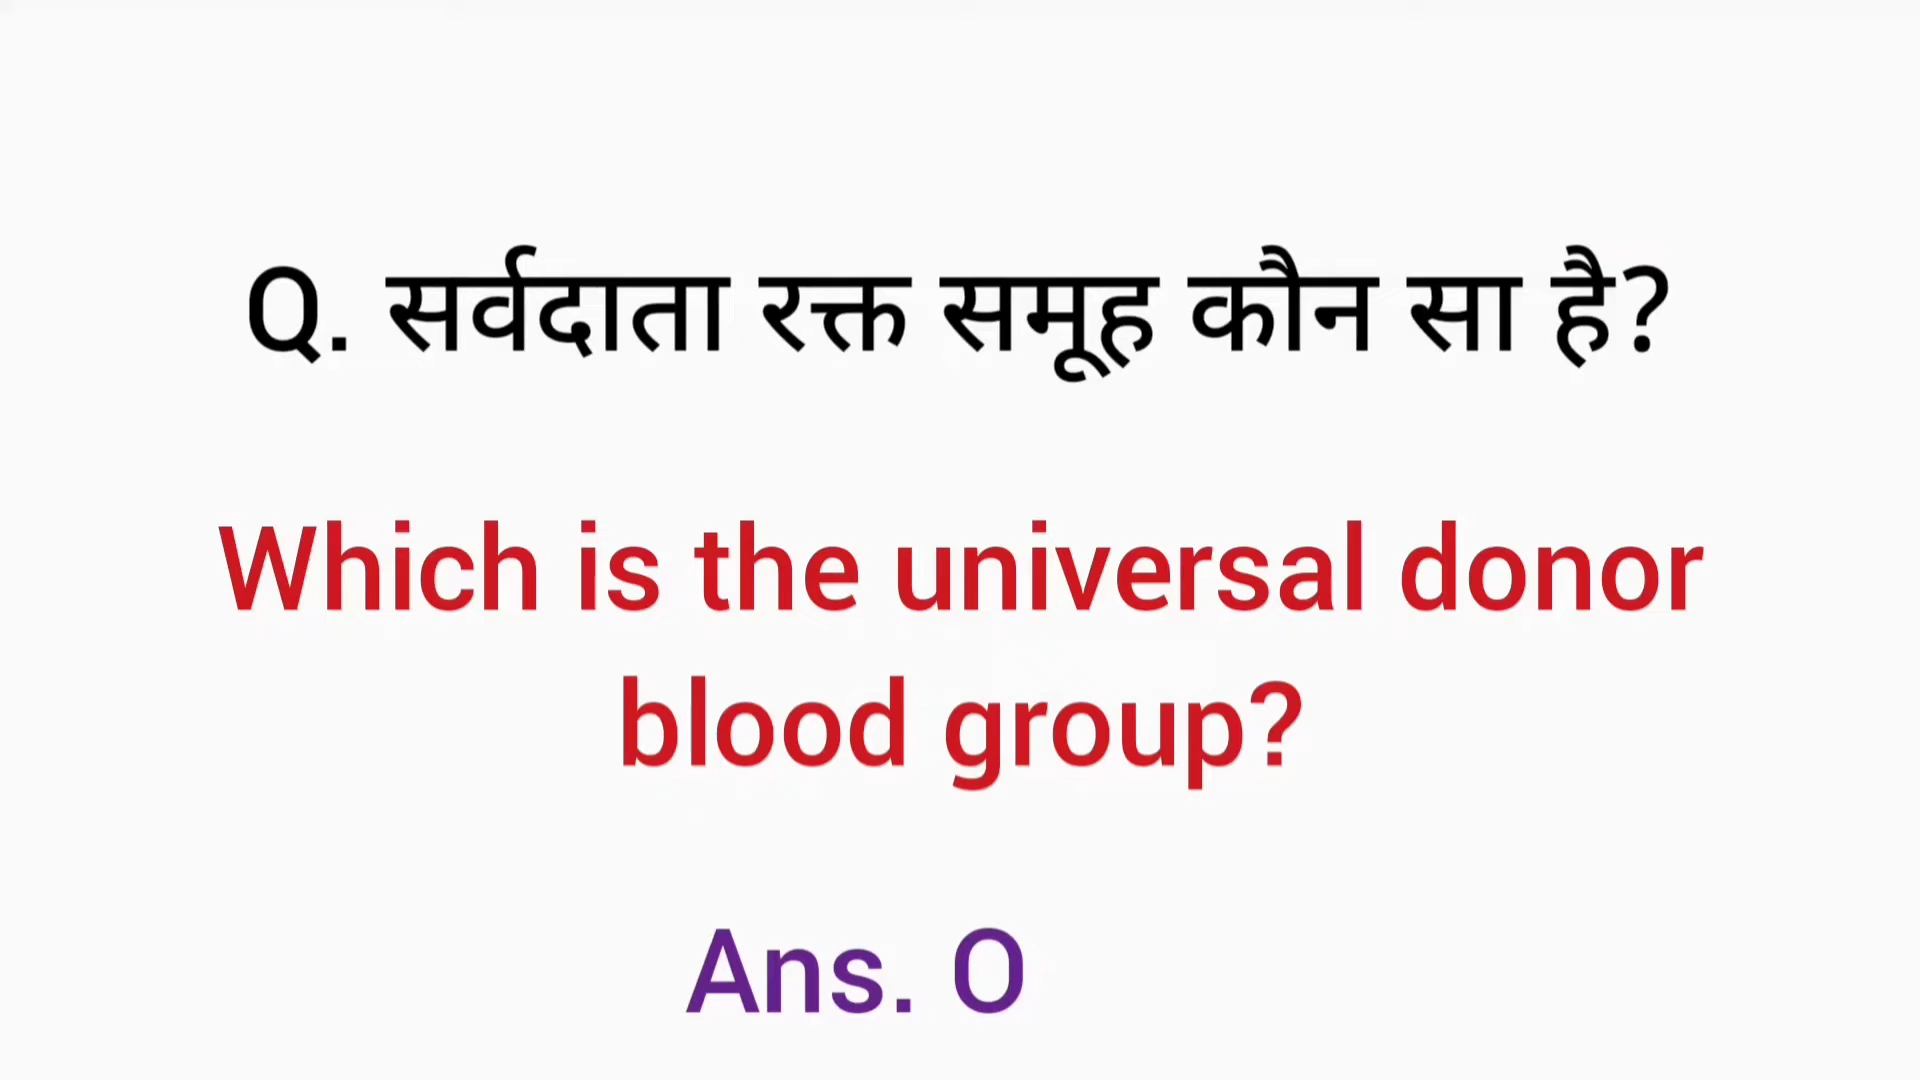 Q. सर्वदाता रक्त समूह कौन सा है?
Which is the universal donor
blood group?
Ans. O